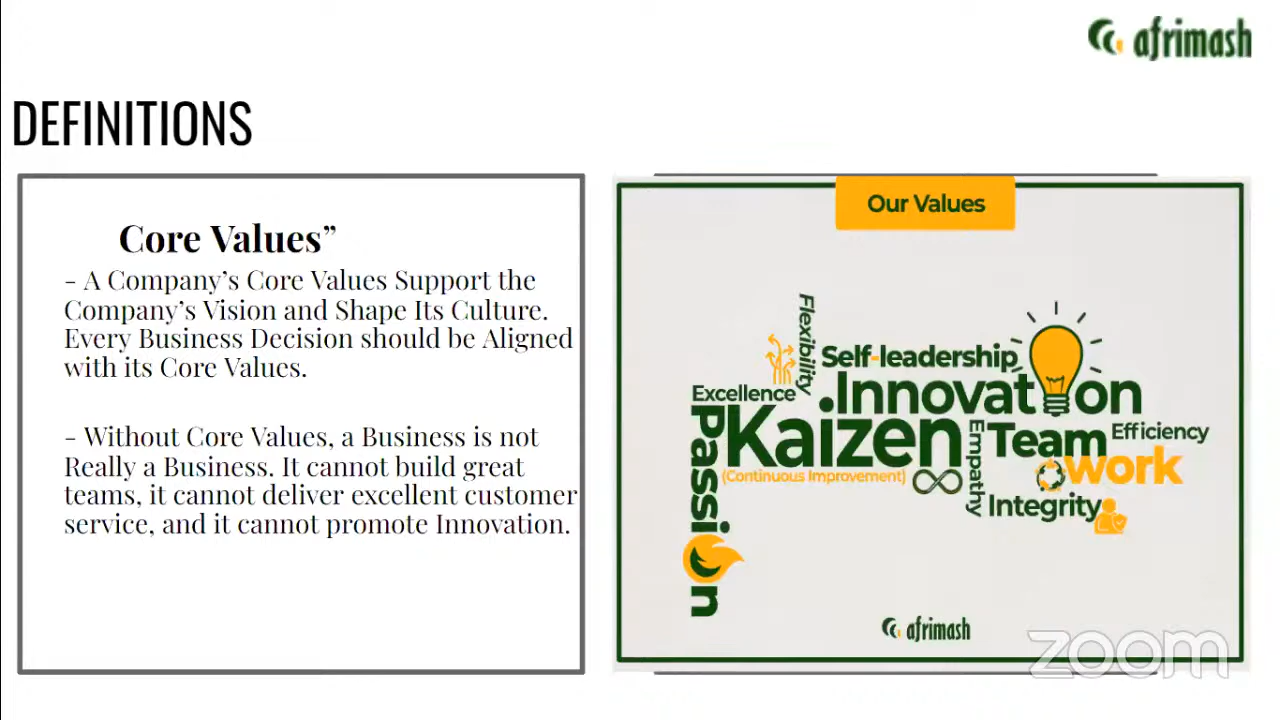 afrimash
DEFINITIONS
Core Values”
- A Company’s Core Values Support the
Company’s Vision and Shape Its Culture.
Every Business Decision should be Aligned
with its Core Values.
- Without Core Values, a Business is not
Really a Business. It cannot build great
teams, it cannot deliver excellent customer
service, and it cannot promote Innovation.
Our Values
Flexibility
Self-leadership
Excellence
Innovation
Passion
Kaizen
(Continuous Improvement)
Empathy
Team
work
Efficiency
Integrity
afrimash
zoom